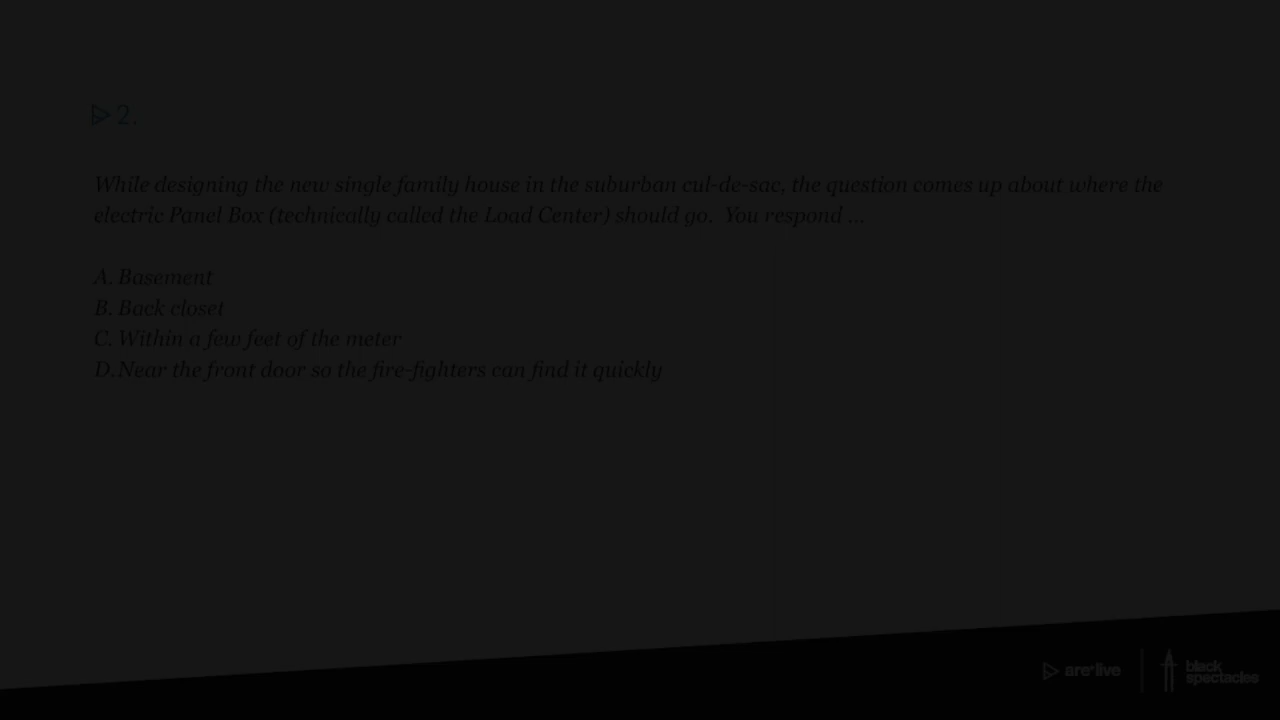 2.
While designing the new single family house in the suburban cul-de-sac, the question comes up about where the
electric Panel Box (technically called the Load Center) should go.  You respond ...
A. Basement
B. Back closet
C. Within a few feet of the meter
D.Near the front door so the fire-fighters can find it quickly
are live
black
spectacles